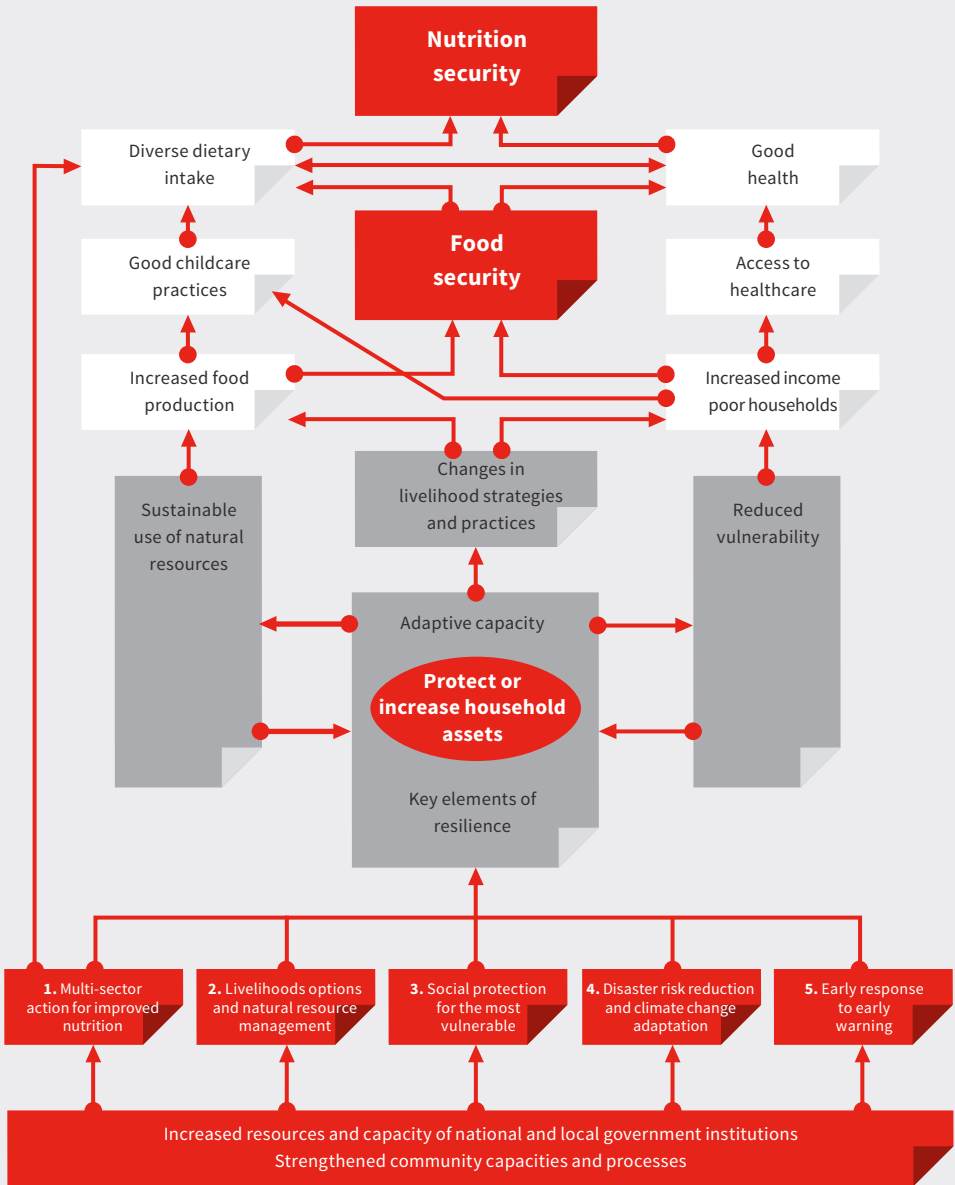 Nutrition
security
Diverse dietary
intake
Good
health
Food
security
Good childcare
practices
Access to
healthcare
Increased food
production
Increased income
poor households
Changes in
livelihood strategies
and practices
Sustainable
use of natural
resources
Reduced
vulnerability
Adaptive capacity
Protect or
increase household
assets
Key elements of
resilience
1. Multi-sector
action for improved
nutrition
2. Livelihoods options
and natural resource
management
3. Social protection
for the most
vulnerable
4. Disaster risk reduction
and climate change
adaptation
5. Early response
to early
warning
Increased resources and capacity of national and local government institutions
Strengthened community capacities and processes